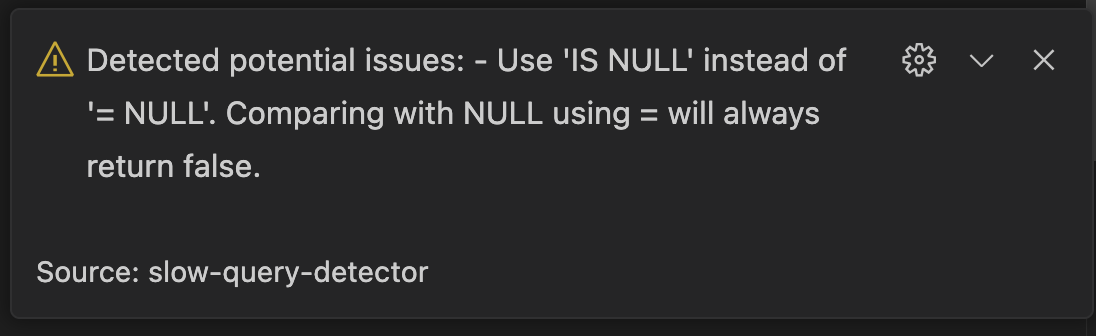 Detected potential issues: - Use 'IS NULL' instead of
'= NULL'. Comparing with NULL using = will always
return false.
Source: slow-query-detector